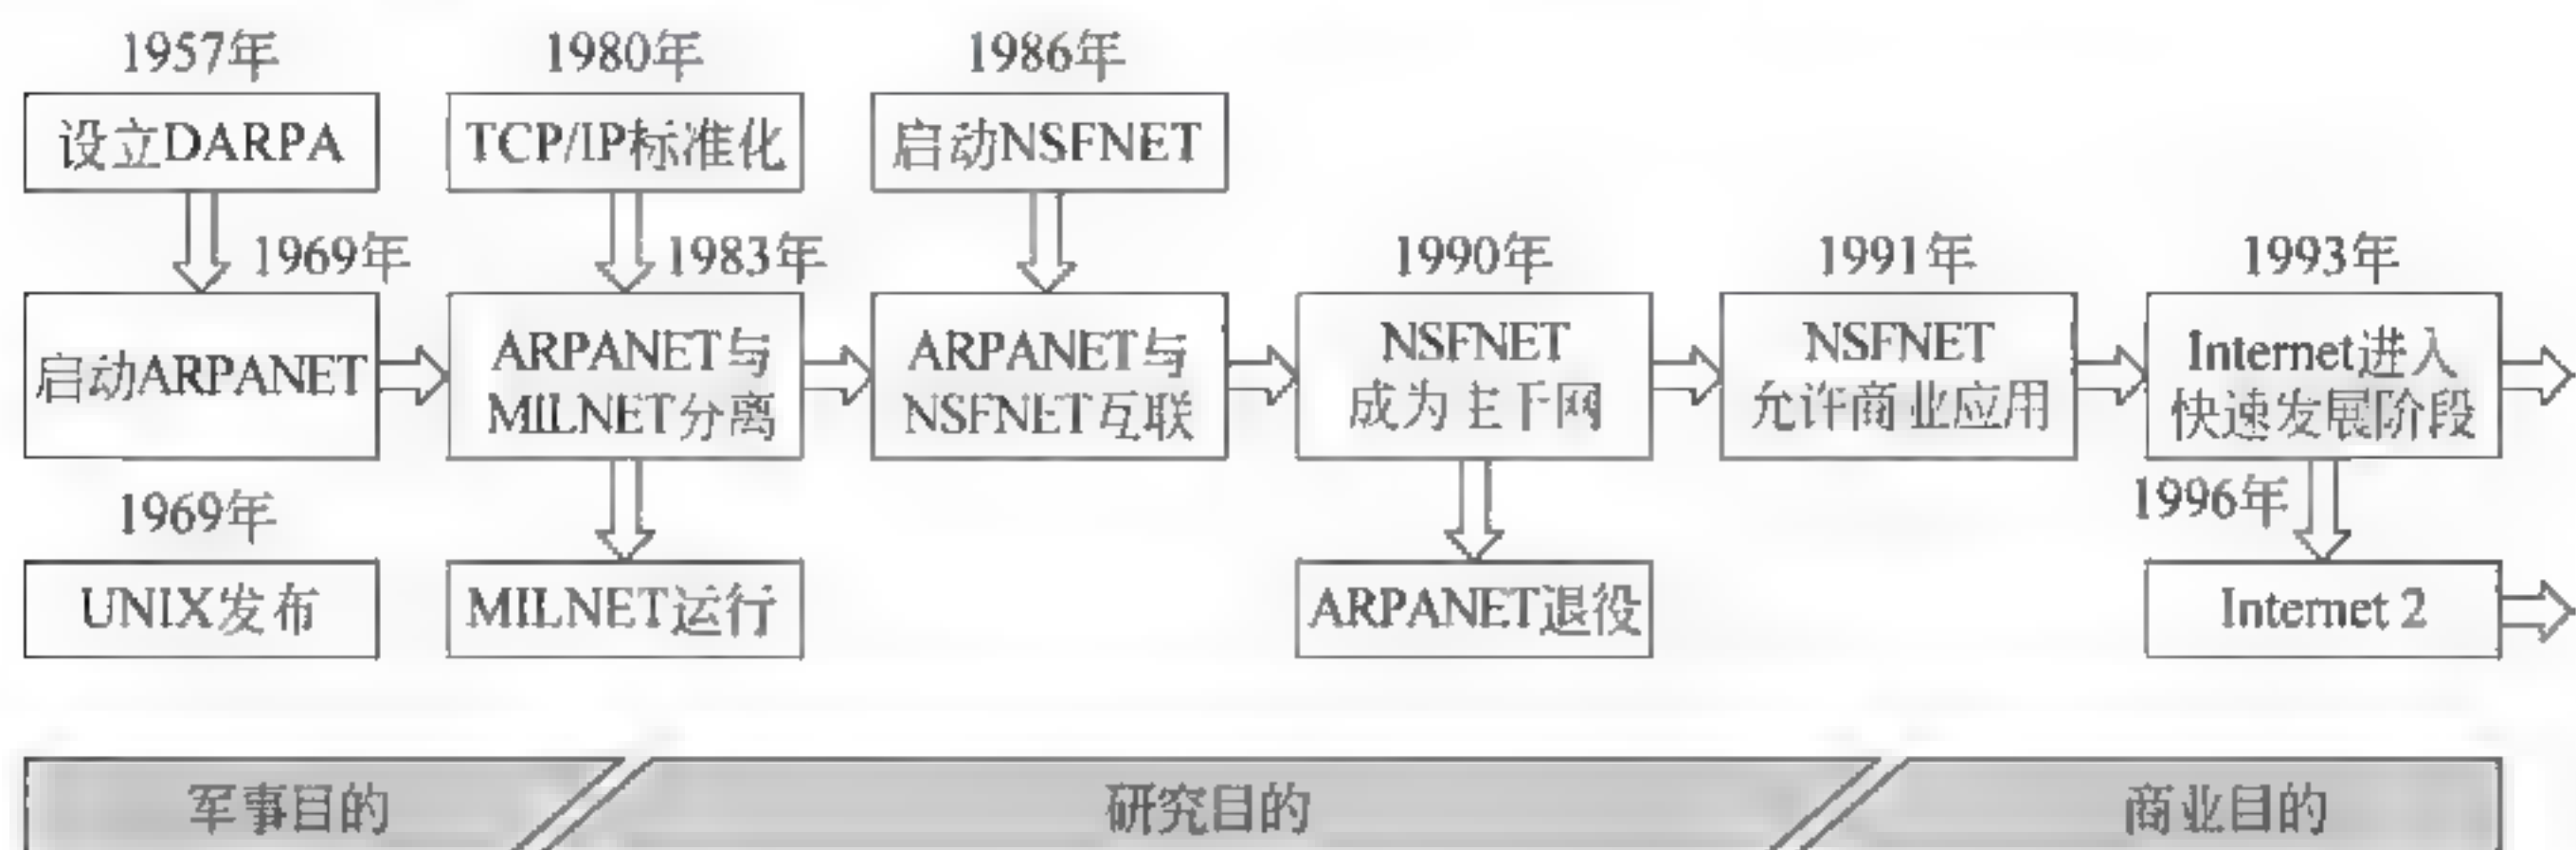 1957年
1980年
1986年
设立DARPA
TCP/IP标准化
启动NSFNET
1969年
1983年
1990年
1991年
1993年
启动ARPANET
ARPANET与
MILNET分离
ARPANET与
NSFNET互联
NSFNET
成为主干网
NSFNET
允许商业应用
Internet进入
快速发展阶段
1969年
1996年
UNIX发布
MILNET运行
ARPANET退役
Internet 2
军事目的
研究目的
商业目的